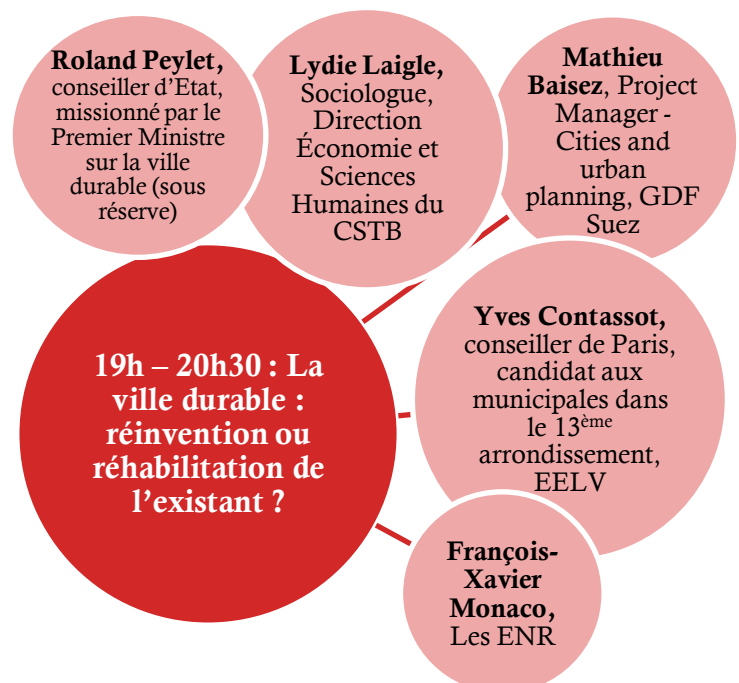 Roland Peylet,
conseiller d’Etat,
missionné par le
Premier Ministre
sur la ville
durable (sous
réserve)
Lydie Laigle,
Sociologue,
Direction
Économie et
Sciences
Humaines du
CSTB
Mathieu
Baisez, Project
Manager -
Cities and
urban
planning, GDF
Suez
19h – 20h30 : La
ville durable :
réinvention ou
réhabilitation de
l’existant ?
Yves Contassot,
conseiller de Paris,
candidat aux
municipales dans
le 13ème
arrondissement,
EELV
François-
Xavier
Monaco,
Les ENR